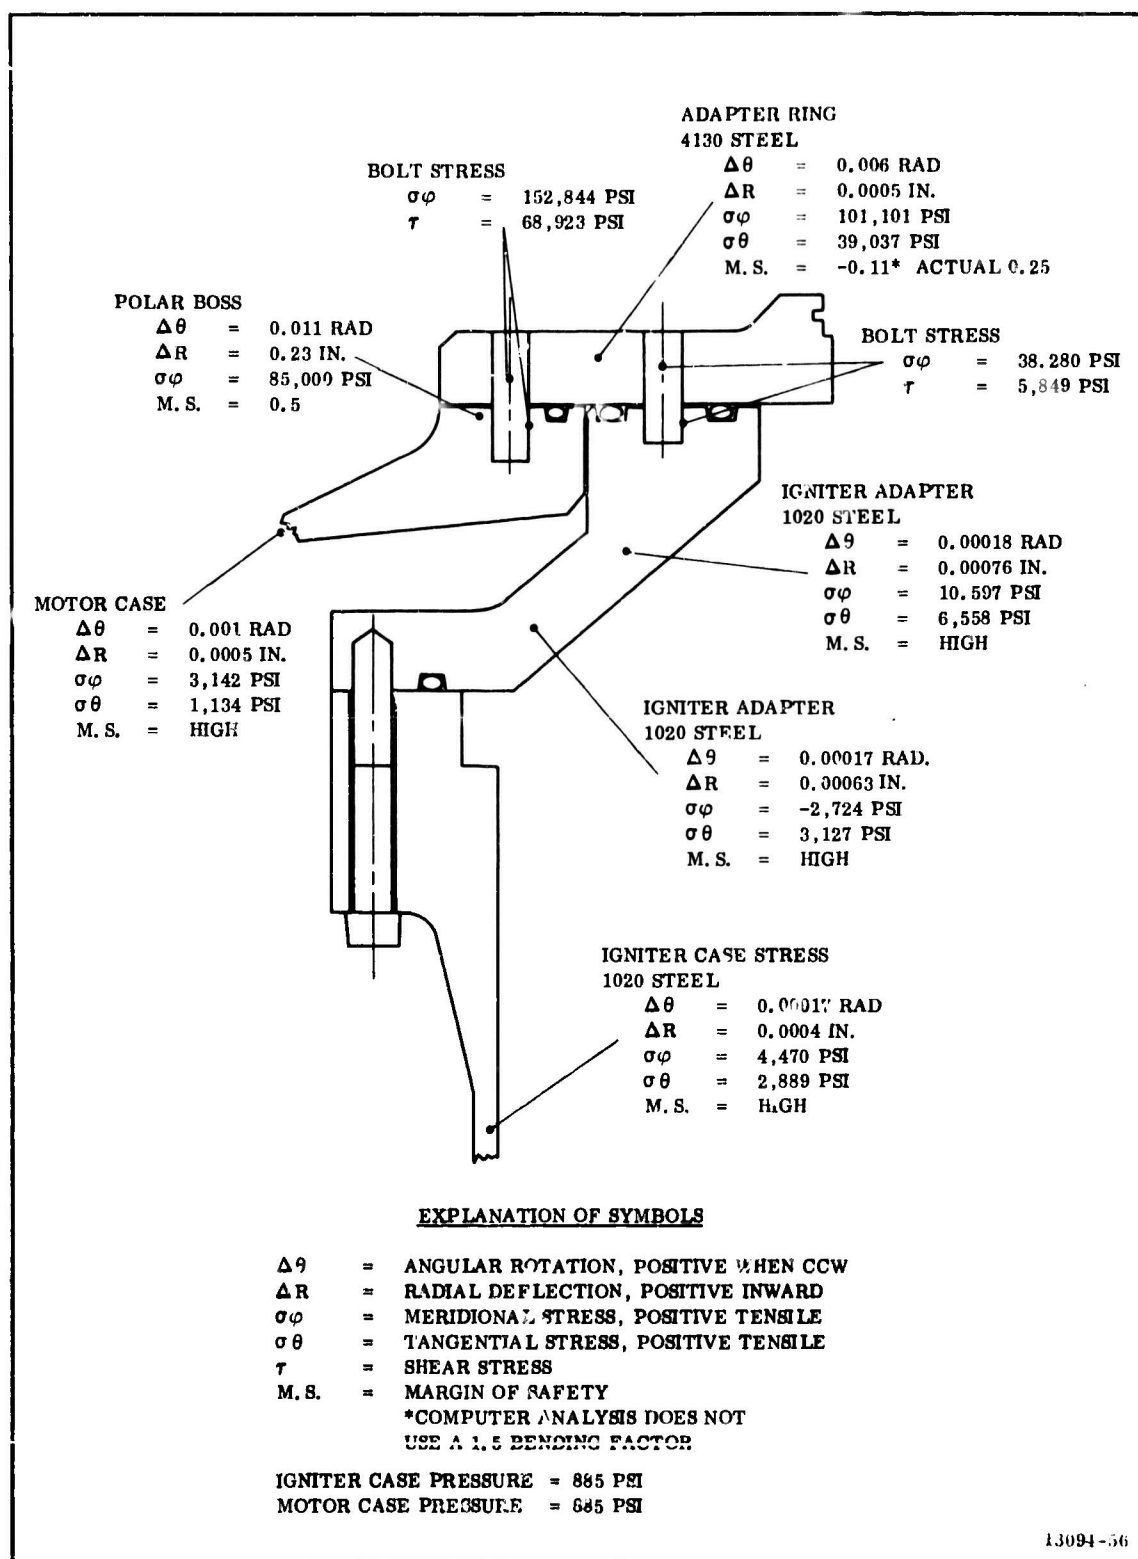 ADAPTER RING
4130 STEEL
Δθ = 0.006 RAD
ΔR = 0.0005 IN.
σφ = 101,101 PSI
σθ = 39,037 PSI
M.S. = -0.11* ACTUAL 0.25
BOLT STRESS
σφ = 152,844 PSI
τ = 68,923 PSI
POLAR BOSS
Δθ = 0.011 RAD
ΔR = 0.23 IN.
σφ = 85,000 PSI
M.S. = 0.5
BOLT STRESS
σφ = 38.280 PSI
τ = 5,849 PSI
IGNITER ADAPTER
1020 STEEL
Δθ = 0.00018 RAD
ΔR = 0.00076 IN.
σφ = 10.597 PSI
σθ = 6,558 PSI
M.S. = HIGH
MOTOR CASE
Δθ = 0.001 RAD
ΔR = 0.0005 IN.
σφ = 3,142 PSI
σθ = 1,134 PSI
M.S. = HIGH
IGNITER ADAPTER
1020 STEEL
Δθ = 0.00017 RAD.
ΔR = 0.00063 IN.
σφ = -2,724 PSI
σθ = 3,127 PSI
M.S. = HIGH
IGNITER CASE STRESS
1020 STEEL
Δθ = 0.00017 RAD
ΔR = 0.0004 IN.
σφ = 4,470 PSI
σθ = 2,889 PSI
M.S. = HIGH
EXPLANATION OF SYMBOLS
Δθ = ANGULAR ROTATION, POSITIVE WHEN CCW
ΔR = RADIAL DEFLECTION, POSITIVE INWARD
σφ = MERIDIONAL STRESS, POSITIVE TENSILE
σθ = TANGENTIAL STRESS, POSITIVE TENSILE
τ = SHEAR STRESS
M.S. = MARGIN OF SAFETY
*COMPUTER ANALYSIS DOES NOT
USE A 1.5 BENDING FACTOR
IGNITER CASE PRESSURE = 885 PSI
MOTOR CASE PRESSURE = PSI
13094-56